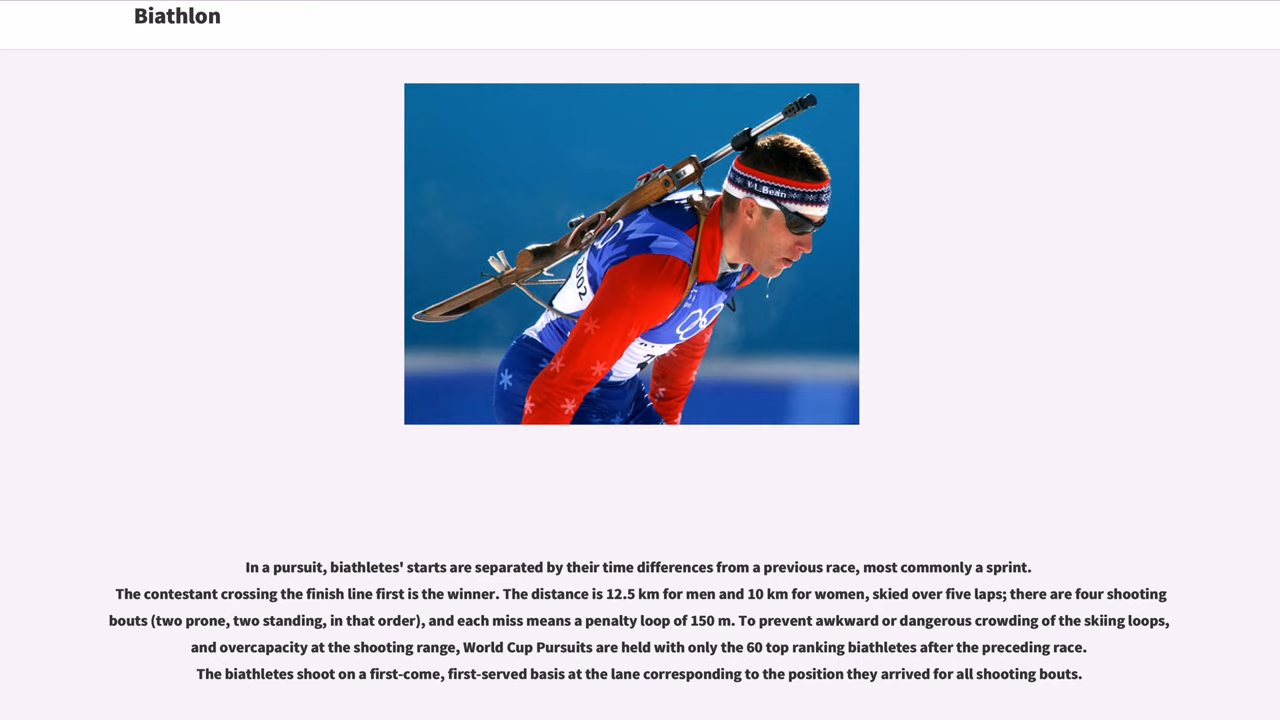 Biathlon
L.L.Bean
2002
In a pursuit, biathletes' starts are separated by their time differences from a previous race, most commonly a sprint.
The contestant crossing the finish line first is the winner. The distance is 12.5 km for men and 10 km for women, skied over five laps; there are four shooting
bouts (two prone, two standing, in that order), and each miss means a penalty loop of 150 m. To prevent awkward or dangerous crowding of the skiing loops,
and overcapacity at the shooting range, World Cup Pursuits are held with only the 60 top ranking biathletes after the preceding race.
The biathletes shoot on a first-come, first-served basis at the lane corresponding to the position they arrived for all shooting bouts.